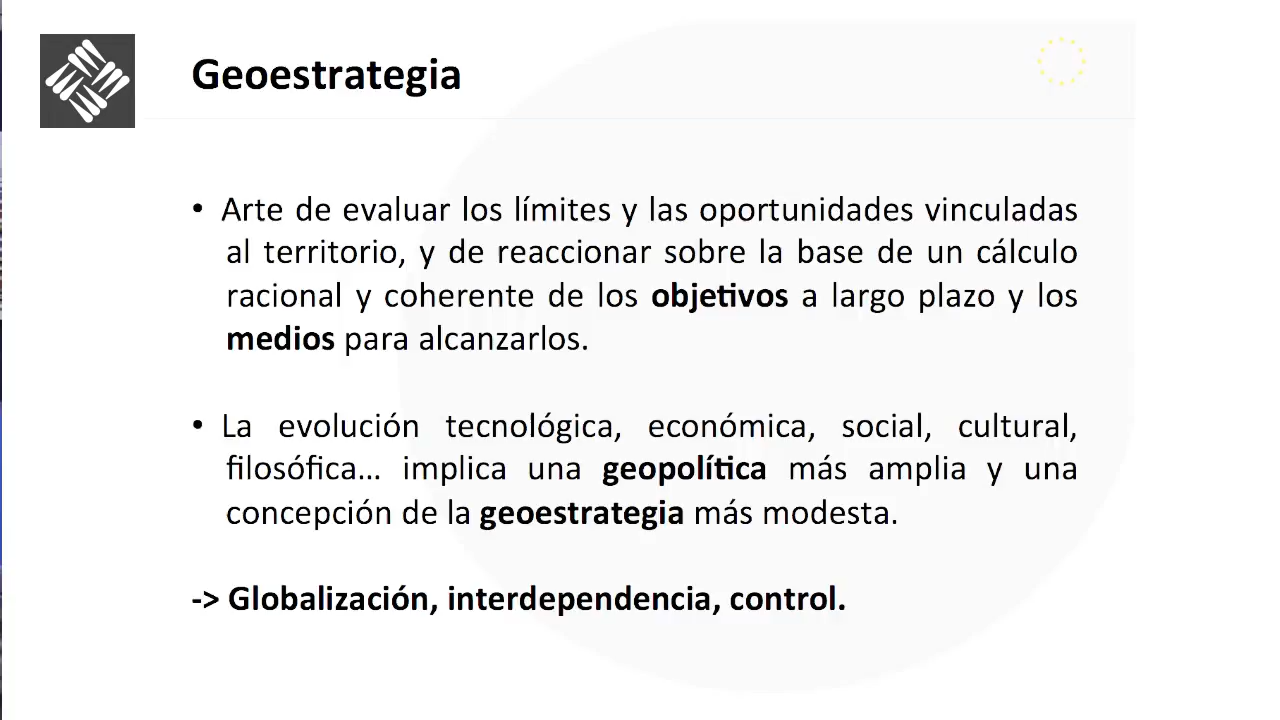 Geoestrategia
• Arte de evaluar los límites y las oportunidades vinculadas
al territorio, y de reaccionar sobre la base de un cálculo
racional y coherente de los objetivos a largo plazo y los
medios para alcanzarlos.
• La evolución tecnológica, económica, social, cultural,
filosófica... implica una geopolítica más amplia y una
concepción de la geoestrategia más modesta.
-> Globalización, interdependencia, control.